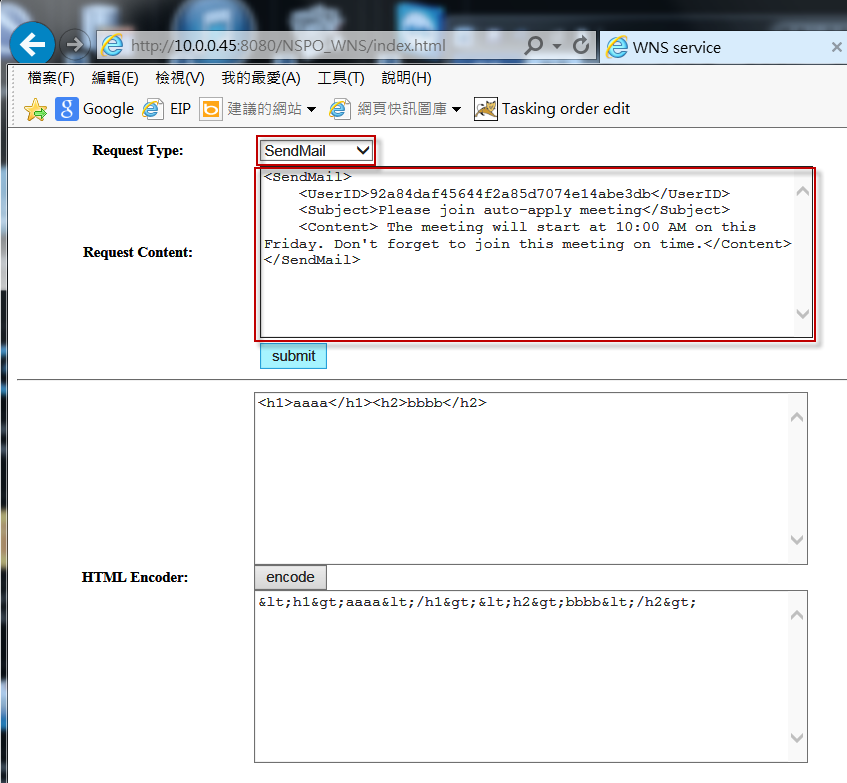 http://10.0.0.45:8080/NSPO_WNS/index.html WNS service
檔案(F) 編輯(E) 檢視(V) 我的最愛(A) 工具(T) 說明(H)
Google EIP 建議的網站 網頁快訊圖庫 Tasking order edit
Request Type: SendMail
Request Content:
<SendMail>
    <UserID>92a84daf45644f2a85d7074e14abe3db</UserID>
    <Subject>Please join auto-apply meeting</Subject>
    <Content> The meeting will start at 10:00 AM on this
Friday. Don't forget to join this meeting on time.</Content>
</SendMail>
submit
<h1>aaaa</h1><h2>bbbb</h2>
HTML Encoder:
encode
&lt;h1&gt;aaaa&lt;/h1&gt;&lt;h2&gt;bbbb&lt;/h2&gt;